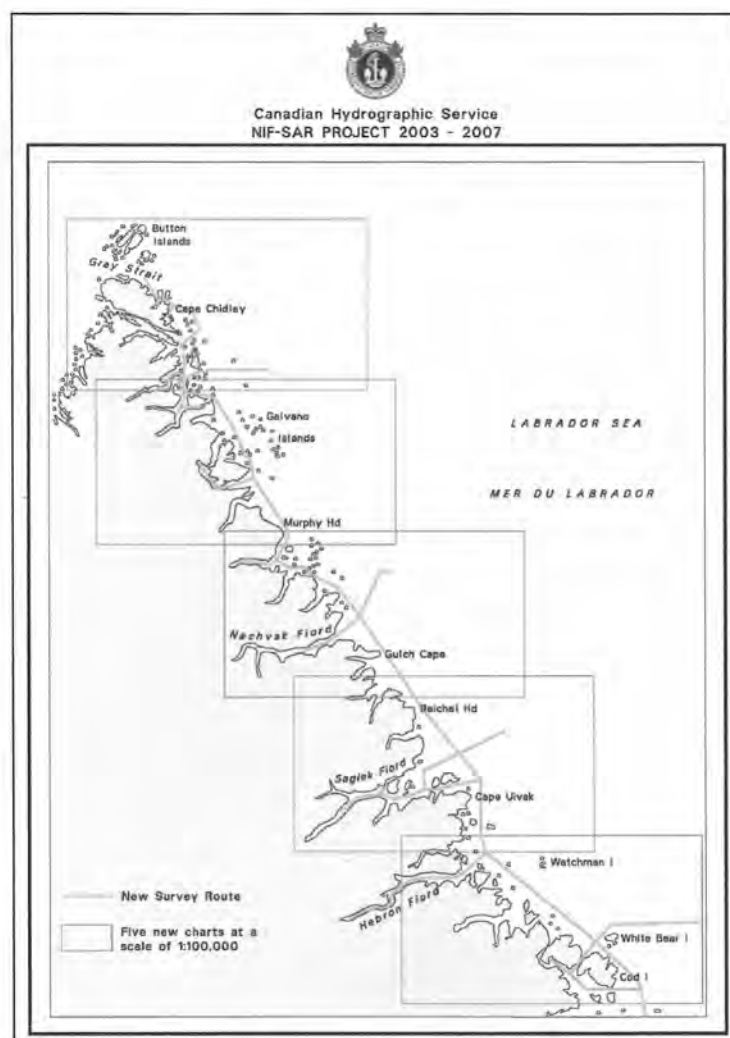 Canadian Hydrographic Service
NIF-SAR PROJECT 2003 - 2007
Button
Islands
Gray Strait
Cape Chidley
Galvano
Islands
LABRADOR SEA
MER DU LABRADOR
Murphy Hd
Nachvak Fiord
Gulch Cape
Reichel Hd
Saglek Fiord
Cape Uivak
Watchman I
Hebron Fiord
New Survey Route
Five new charts at a
scale of 1:100,000
White Bear I
Cod I